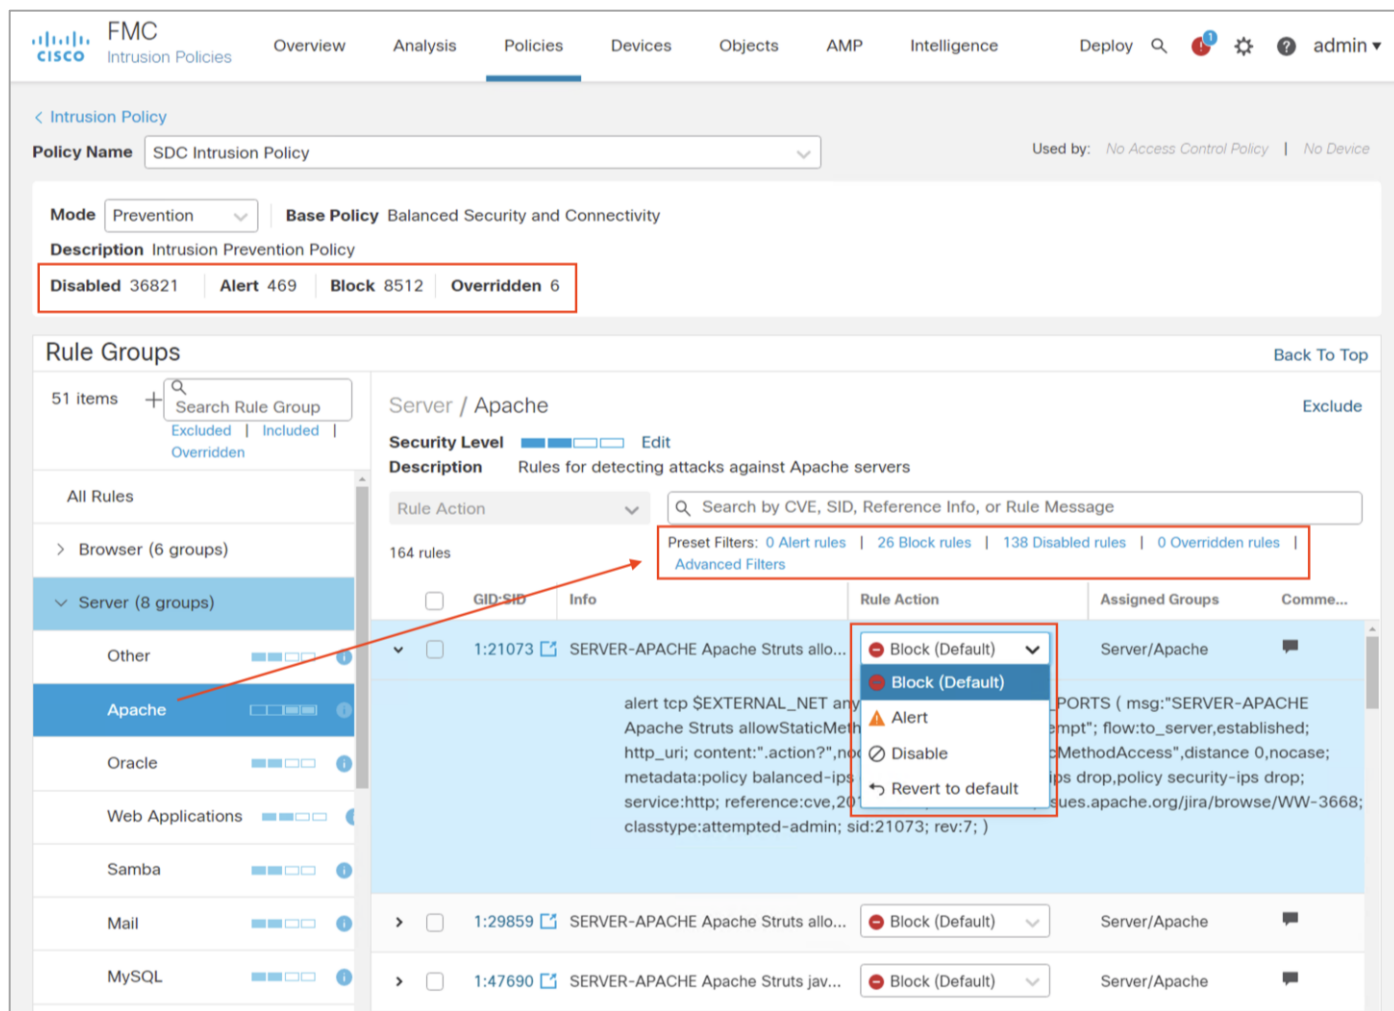 CISCO
FMC
Intrusion Policies
Overview Analysis Policies Devices Objects AMP Intelligence Deploy 1 ? admin
Intrusion Policy
Policy Name SDC Intrusion Policy
Used by: No Access Control Policy | No Device
Mode Prevention Base Policy Balanced Security and Connectivity
Description Intrusion Prevention Policy
Disabled 36821 Alert 469 Block 8512 Overridden 6
Rule Groups
Back To Top
51 items + Search Rule Group
Excluded | Included |
Overridden
All Rules
Browser (6 groups)
Server (8 groups)
Other
Apache
Oracle
Web Applications
Samba
Mail
MySQL
Server / Apache
Exclude
Security Level Edit
Description Rules for detecting attacks against Apache servers
Rule Action
Search by CVE, SID, Reference Info, or Rule Message
164 rules
Preset Filters: 0 Alert rules | 26 Block rules | 138 Disabled rules | 0 Overridden rules |
Advanced Filters
GID:SID Info Rule Action Assigned Groups Comme...
1:21073 SERVER-APACHE Apache Struts allo... Block (Default) Server/Apache
Block (Default)
Alert
Disable
Revert to default
alert tcp $EXTERNAL_NET any PORTS ( msg:"SERVER-APACHE
Apache Struts allowStaticMeth empt"; flow:to_server,established;
http_uri; content:".action?",noc cMethodAccess",distance 0,nocase;
metadata:policy balanced-ips ips drop,policy security-ips drop;
service:http; reference:cve,201 sues.apache.org/jira/browse/WW-3668;
classtype:attempted-admin; sid:21073; rev:7; )
1:29859 SERVER-APACHE Apache Struts allo... Block (Default) Server/Apache
1:47690 SERVER-APACHE Apache Struts jav... Block (Default) Server/Apache